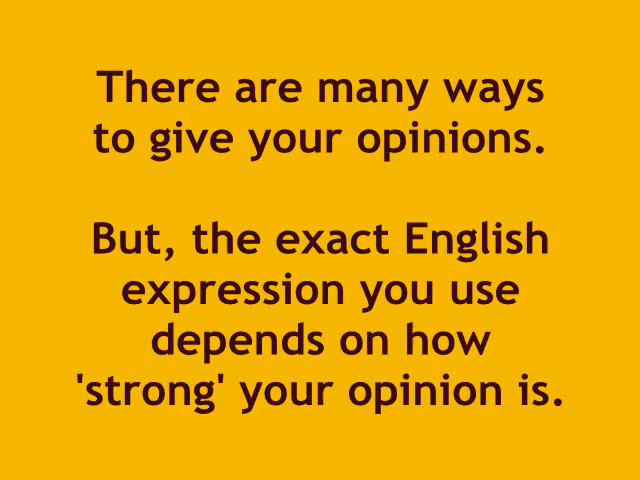 There are many ways
to give your opinions.
But, the exact English
expression you use
depends on how
'strong' your opinion is.